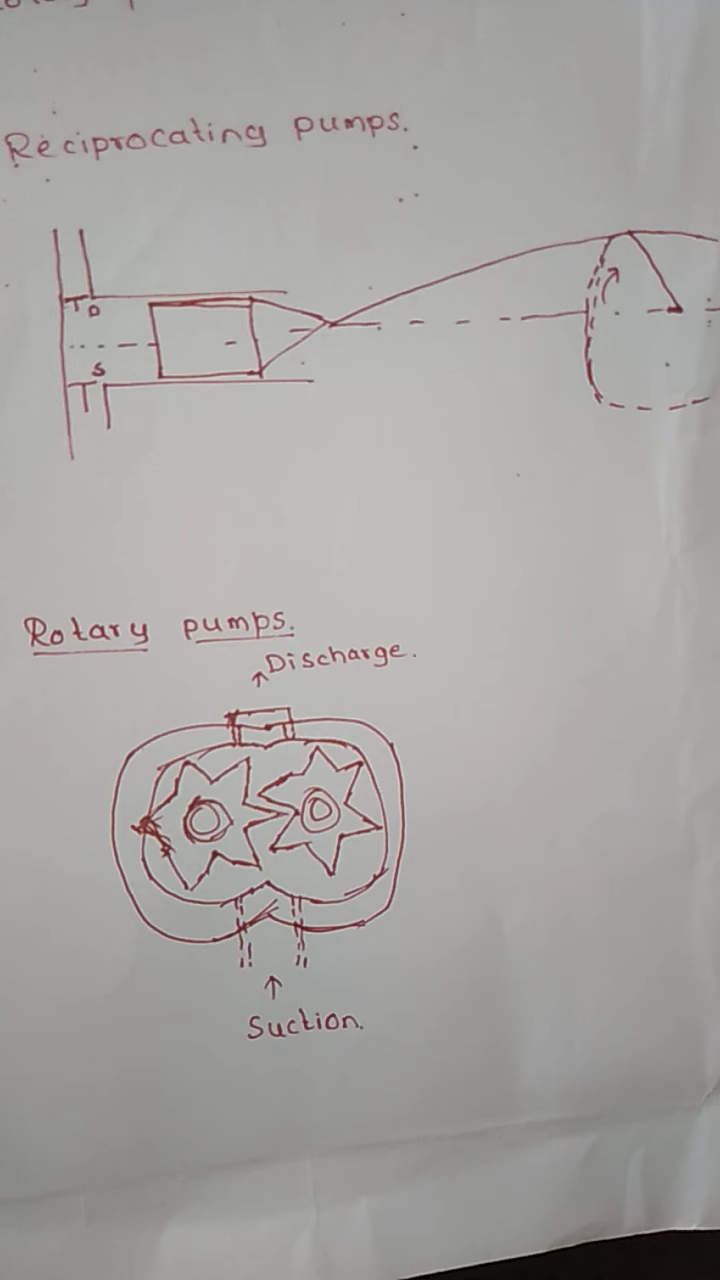 Reciprocating pumps.
D
S
Rotary pumps.
Discharge.
Suction.